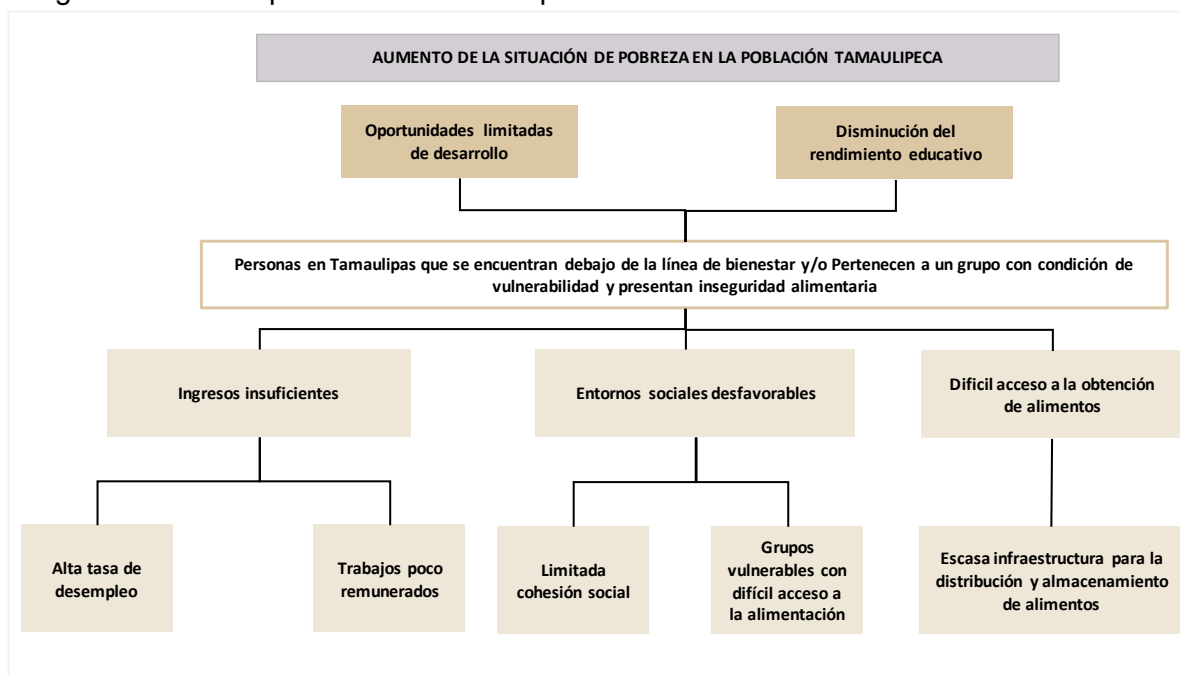 AUMENTO DE LA SITUACIÓN DE POBREZA EN LA POBLACIÓN TAMAULIPECA
Oportunidades limitadas
de desarrollo
Disminución del
rendimiento educativo
Personas en Tamaulipas que se encuentran debajo de la línea de bienestar y/o Pertenecen a un grupo con condición de
vulnerabilidad y presentan inseguridad alimentaria
Ingresos insuficientes
Entornos sociales desfavorables
Dificil acceso a la obtención
de alimentos
Alta tasa de
desempleo
Trabajos poco
remunerados
Limitada
cohesión social
Grupos
vulnerables con
difícil acceso a
la alimentación
Escasa infraestructura para la
distribución y almacenamiento
de alimentos